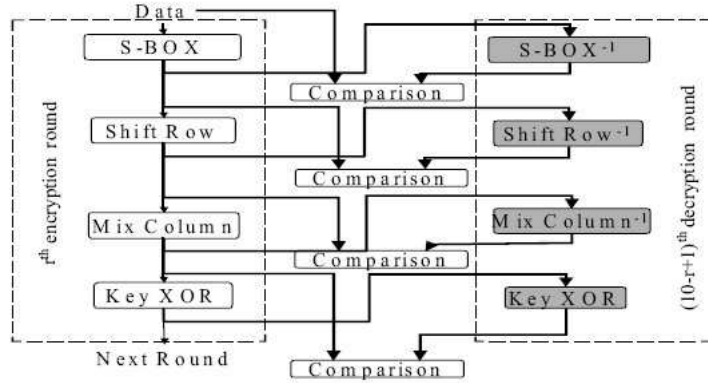 Data
S-BOX
S-BOX⁻¹
Comparison
Shift Row
Shift Row⁻¹
Comparison
Mix Column
Mix Column⁻¹
Comparison
Key XOR
Key XOR
Next Round
Comparison
rᵗʰ encryption round
(10-r+1)ᵗʰ decryption round